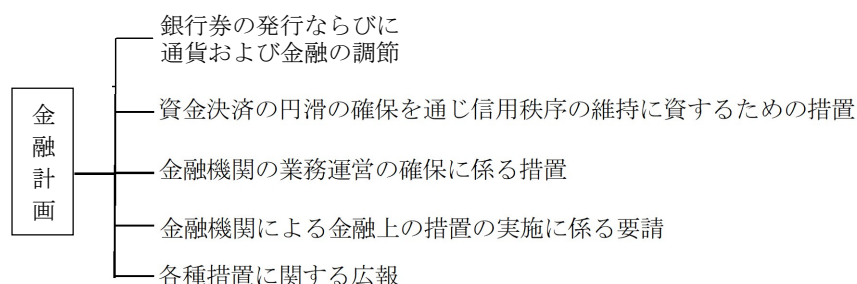 金融計画
銀行券の発行ならびに
通貨および金融の調節
資金決済の円滑の確保を通じ信用秩序の維持に資するための措置
金融機関の業務運営の確保に係る措置
金融機関による金融上の措置の実施に係る要請
各種措置に関する広報